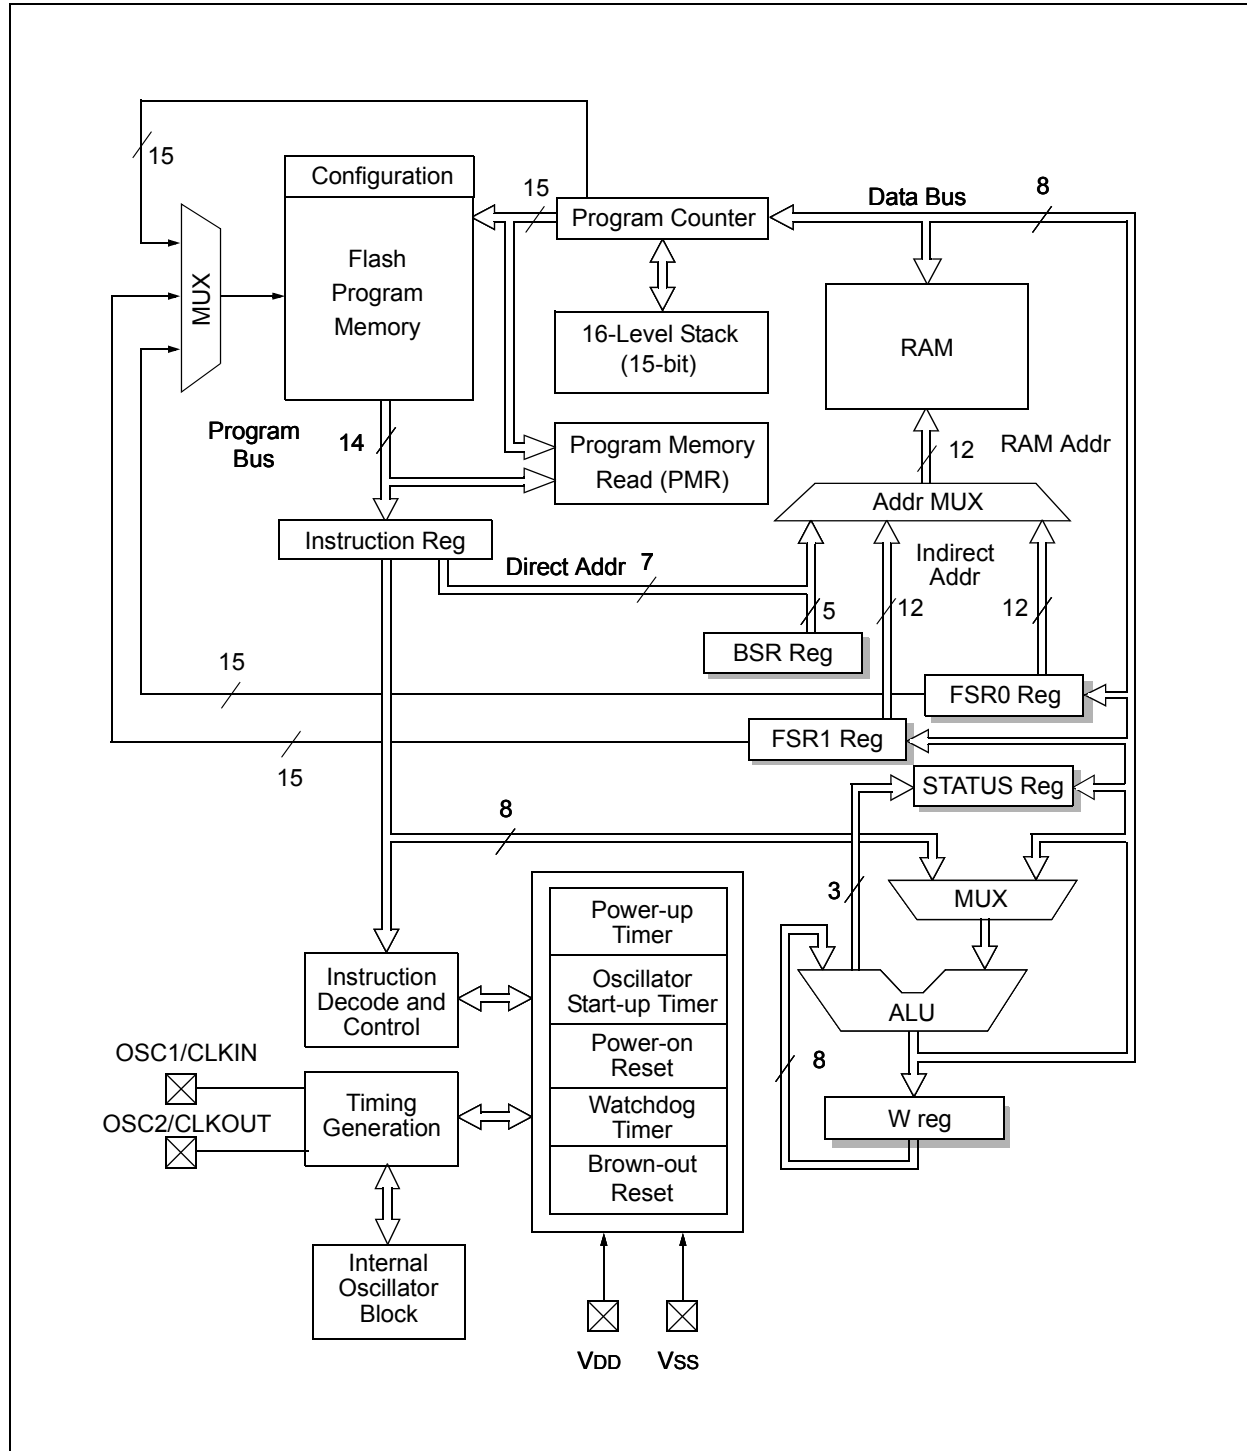 15
Configuration
15
Program Counter
Data Bus
8
MUX
Flash
Program
Memory
16-Level Stack
(15-bit)
RAM
Program
Bus
14
Program Memory
Read (PMR)
12
RAM Addr
Addr MUX
Instruction Reg
Direct Addr
7
Indirect
Addr
5
12
12
BSR Reg
15
FSR0 Reg
15
FSR1 Reg
STATUS Reg
8
3
MUX
Power-up
Timer
Instruction
Decode and
Control
Oscillator
Start-up Timer
ALU
OSC1/CLKIN
Power-on
Reset
8
OSC2/CLKOUT
Timing
Generation
Watchdog
Timer
W reg
Brown-out
Reset
Internal
Oscillator
Block
VDD
VSS